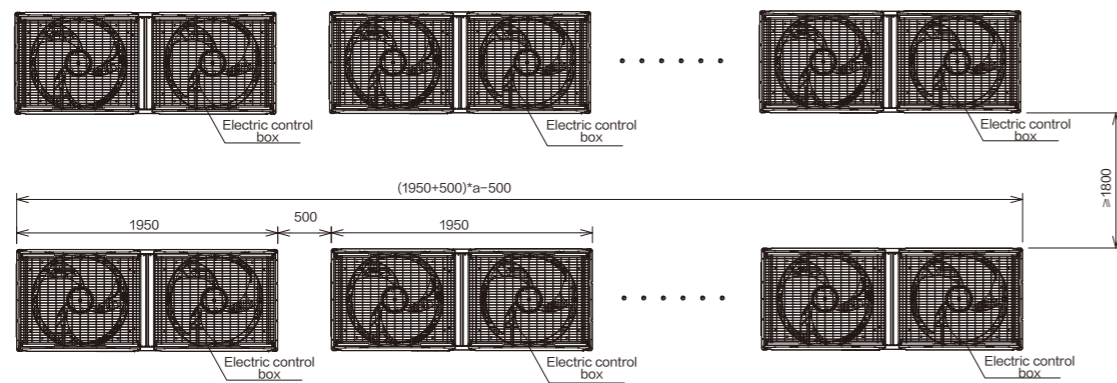 Electric control
box
Electric control
box
Electric control
box
≥1800
(1950+500)*a−500
1950
500
1950
Electric control
box
Electric control
box
Electric control
box